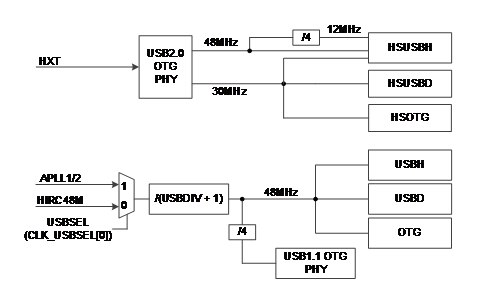 12MHz
48MHz
/4
HSUSBH
USB2.0
OTG
PHY
HXT
HSUSBD
30MHz
HSOTG
USBH
APLL1/2
1
48MHz
HIRC48M
0
/(USBDIV + 1)
USBD
USBSEL
(CLK_USBSEL[0])
/4
OTG
USB1.1 OTG
PHY